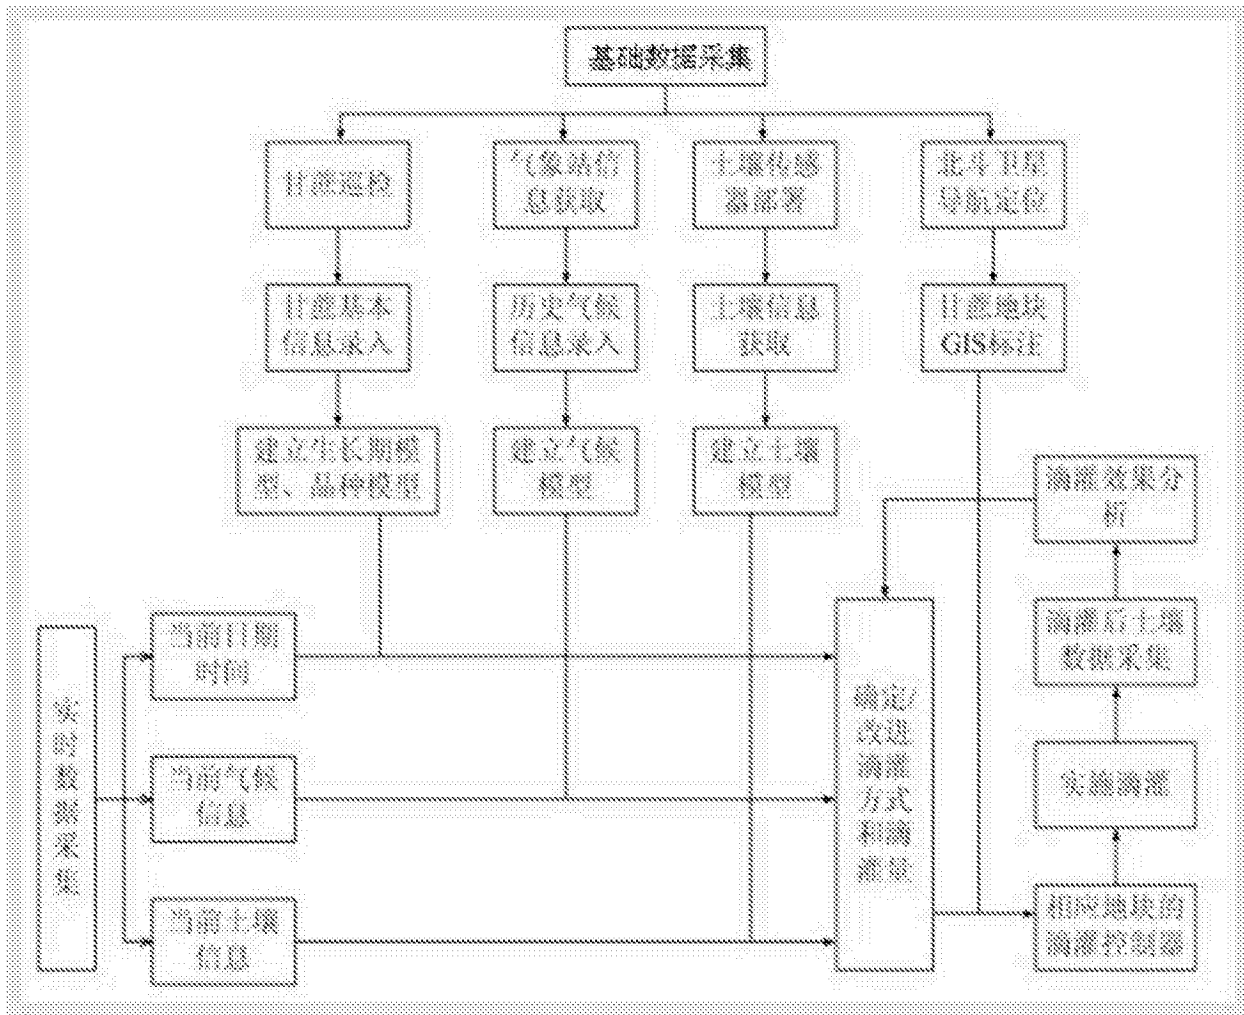 基础数据采集
甘蔗巡检
气象站信
息获取
土壤传感
器部署
北斗卫星
导航定位
甘蔗基本
信息录入
历史气候
信息录入
土壤信息
获取
甘蔗地块
GIS标注
建立生长期模
型、品种模型
建立气候
模型
建立土壤
模型
滴灌效果分
析
滴灌后土壤
数据采集
实施滴灌
相应地块的
滴灌控制器
实时数据采集
当前日期
时间
当前气候
信息
当前土壤
信息
确定/
改进
滴灌
方式
和滴
灌量